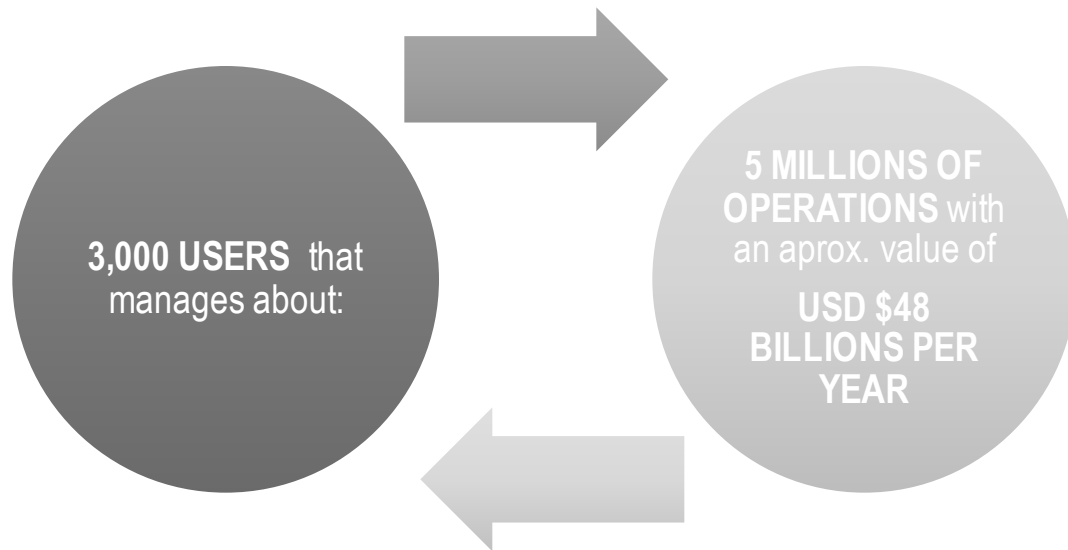 3,000 USERS that
manages about:
5 MILLIONS OF
OPERATIONS with
an aprox. value of
USD $48
BILLIONS PER
YEAR